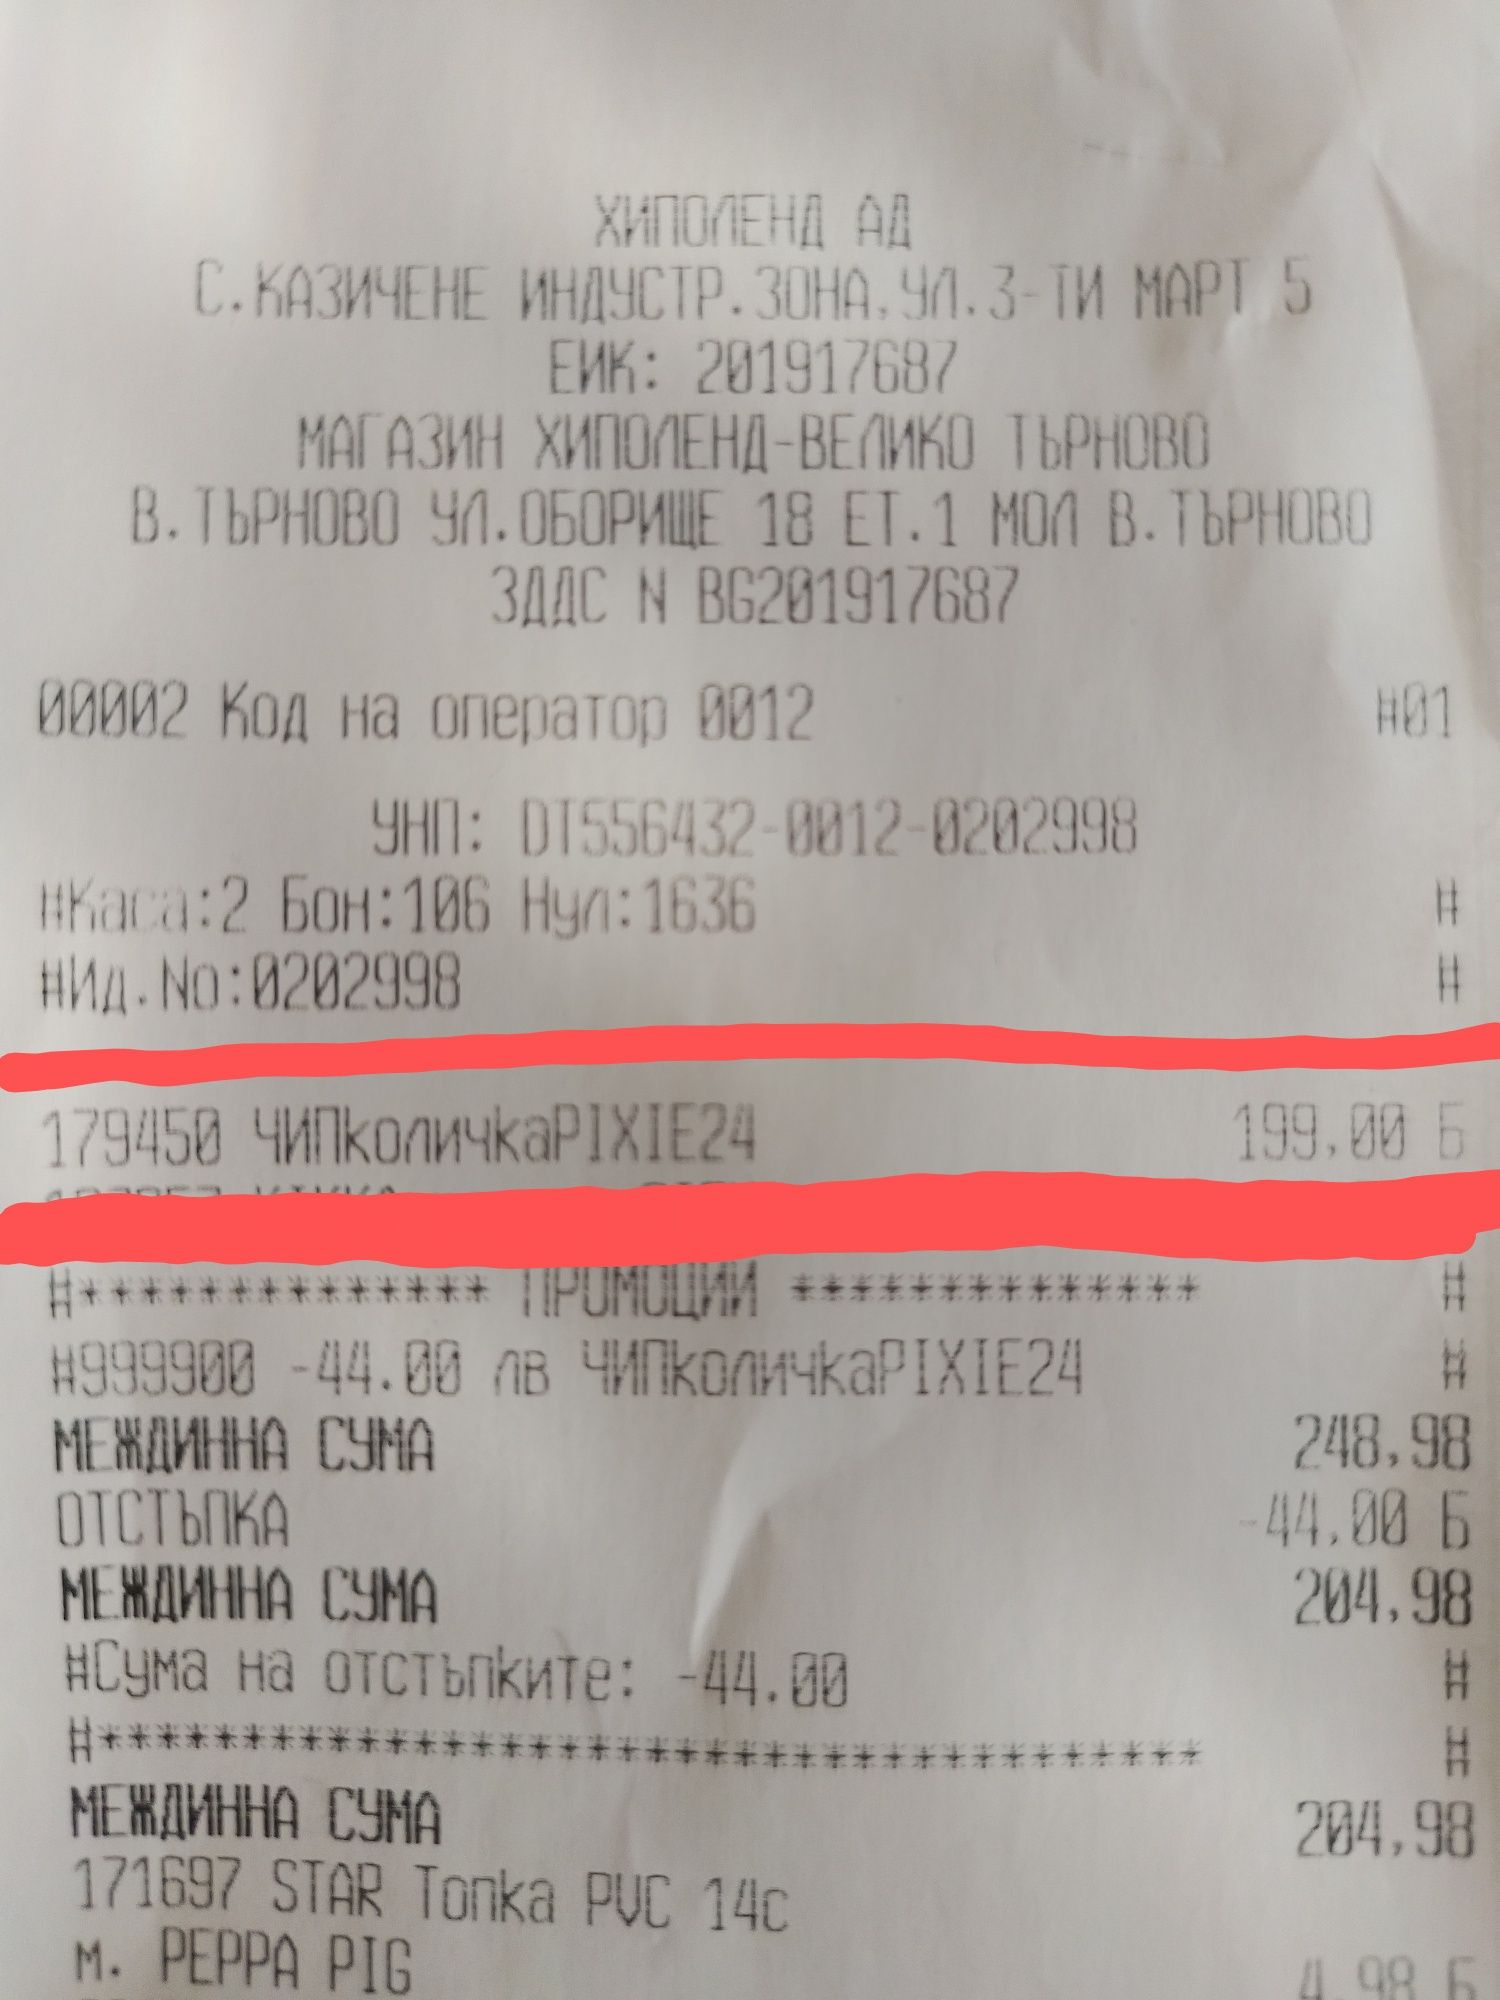 ХИПОЛЕНД АД
С.КАЗИЧЕНЕ ИНДУСТР.ЗОНА,УЛ.3-ТИ МАРТ 5
ЕИК: 201917687
МАГАЗИН ХИПОЛЕНД-ВЕЛИКО ТЪРНОВО
В.ТЪРНОВО УЛ.ОБОРИЩЕ 18 ЕТ.1 МОЛ В.ТЪРНОВО
ЗДДС N BG201917687
00002 Код на оператор 0012 #01
УНП: DT556432-0012-0202998
#Каса:2 Бон:106 Нул:1636 #
#Ид.No:0202998 #
179450 ЧИПколичкаPIXIE24 199,00 Б
#************** ПРОМОЦИИ ************** #
#999900 -44.00 лв ЧИПколичкаPIXIE24 #
МЕЖДИННА СУМА 248,98
ОТСТЪПКА -44,00 Б
МЕЖДИННА СУМА 204,98
#Сума на отстъпките: -44.00 #
#************************************** #
МЕЖДИННА СУМА 204,98
171697 STAR Топка PVC 14с
м. PEPPA PIG 4,98 Б